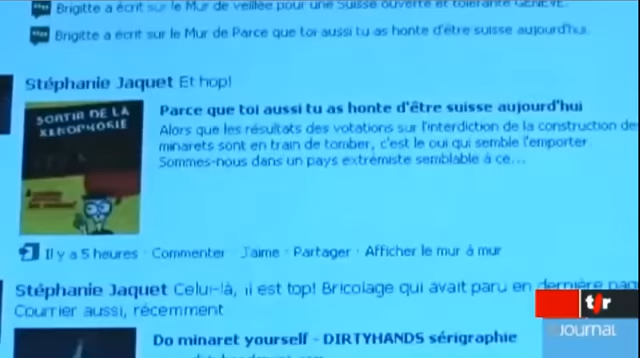 Brigitte a écrit sur le Mur de veillée pour une Suisse ouverte et tolérante GENEVE.
Brigitte a écrit sur le Mur de Parce que toi aussi tu as honte d'être suisse aujourd'hui.
Stéphanie Jaquet Et hop!
SORTIR DE LA
XENOPHOBIE
Parce que toi aussi tu as honte d'être suisse aujourd'hui
Alors que les résultats des votations sur l'interdiction de la construction des
minarets sont en train de tomber, c'est le oui qui semble l'emporter.
Sommes-nous dans un pays extrémiste semblable à ce...
Il y a 5 heures · Commenter · J'aime · Partager · Afficher le mur à mur
Stéphanie Jaquet Celui-là, il est top! Bricolage qui avait paru en dernière page
Courrier aussi, récemment
Do minaret yourself - DIRTYHANDS sérigraphie
tsr
JOURNAL